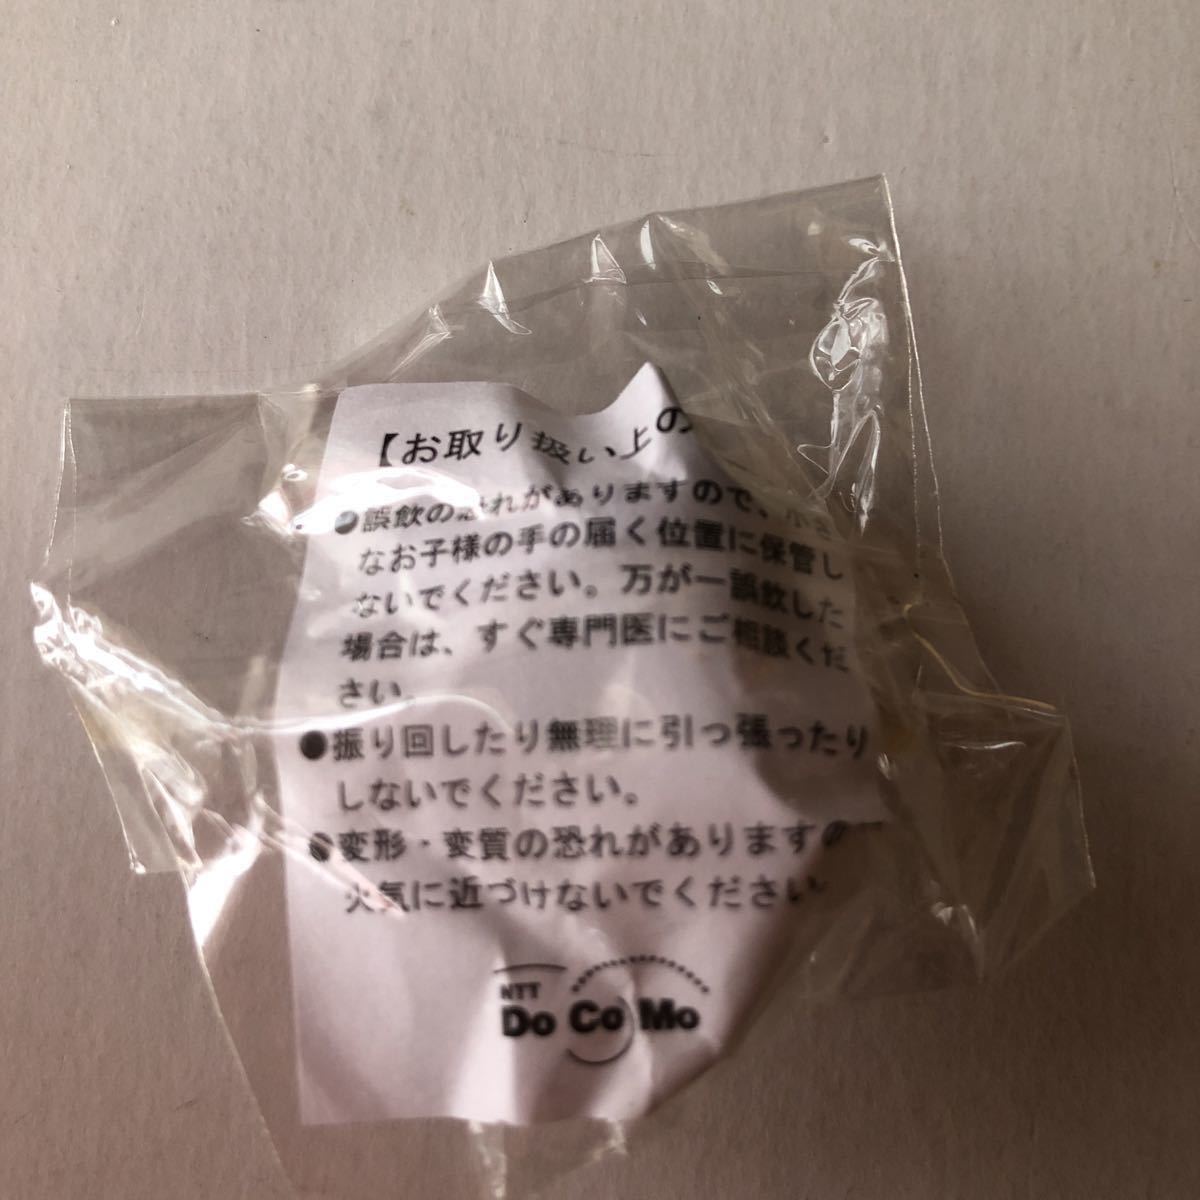 【お取り扱い上の
●誤飲の恐れがありますので、小さ
なお子様の手の届く位置に保管し
ないでください。万が一誤飲した
場合は、すぐ専門医にご相談くだ
さい。
●振り回したり無理に引っ張ったり
しないでください。
●変形・変質の恐れがありますの
火気に近づけないでください
NTT
DoCoMo